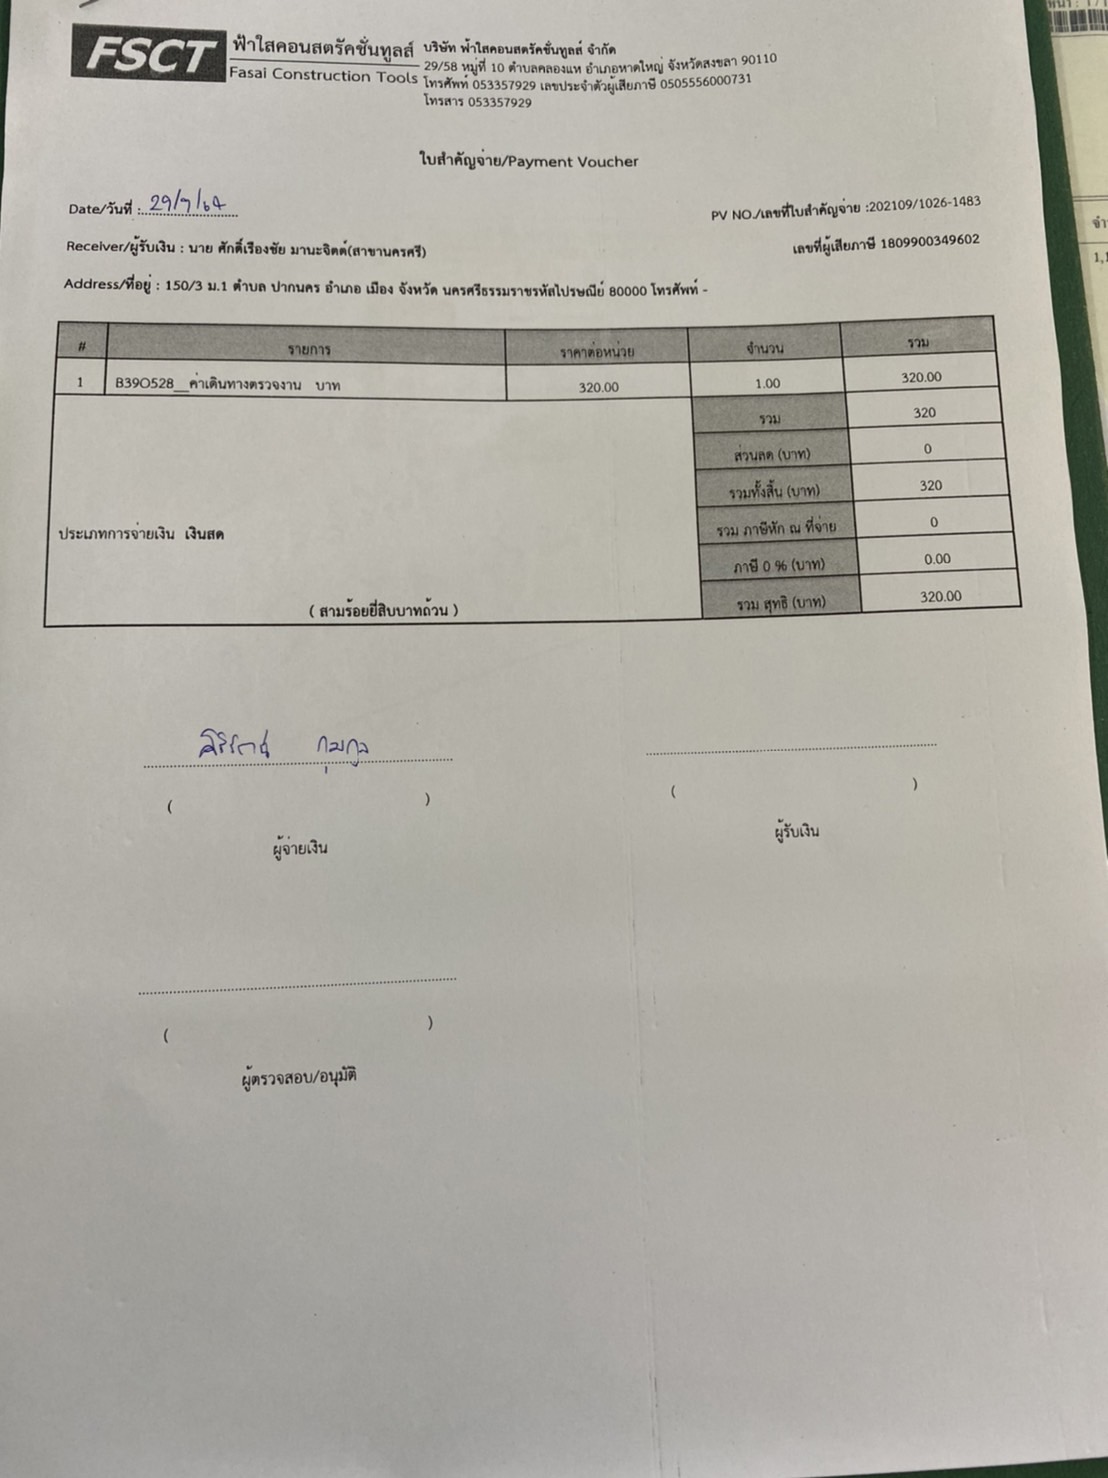 FSCT
ฟ้าใสคอนสตรัคชั่นทูลส์
Fasai Construction Tools
บริษัท ฟ้าใสคอนสตรัคชั่นทูลส์ จำกัด
29/58 หมู่ที่ 10 ตำบลคลองแห อำเภอหาดใหญ่ จังหวัดสงขลา 90110
โทรศัพท์ 053357929 เลขประจำตัวผู้เสียภาษี 0505556000731
โทรสาร 053357929
ใบสำคัญจ่าย/Payment Voucher
Date/วันที่ : 29/9/64
PV NO./เลขที่ใบสำคัญจ่าย :202109/1026-1483
Receiver/ผู้รับเงิน : นาย ศักดิ์เรืองชัย มานะจิตต์(สาขานครศรี)
เลขที่ผู้เสียภาษี 1809900349602
Address/ที่อยู่ : 150/3 ม.1 ตำบล ปากนคร อำเภอ เมือง จังหวัด นครศรีธรรมราชรหัสไปรษณีย์ 80000 โทรศัพท์ -
# รายการ ราคาต่อหน่วย จำนวน รวม
1 B39O528__ค่าเดินทางตรวจงาน บาท 320.00 1.00 320.00
รวม 320
ส่วนลด (บาท) 0
รวมทั้งสิ้น (บาท) 320
ประเภทการจ่ายเงิน เงินสด
รวม ภาษีหัก ณ ที่จ่าย 0
ภาษี 0 % (บาท) 0.00
( สามร้อยยี่สิบบาทถ้วน )
รวม สุทธิ (บาท) 320.00
( )
( )
ผู้จ่ายเงิน
ผู้รับเงิน
( )
ผู้ตรวจสอบ/อนุมัติ